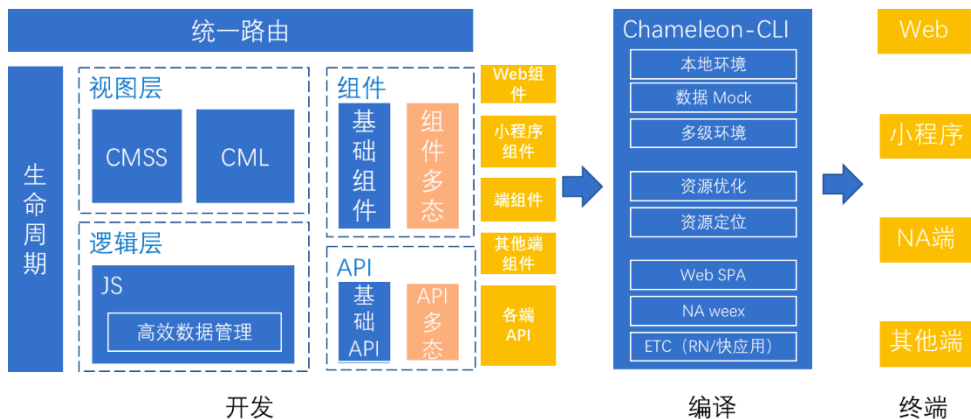 统一路由
生命周期
视图层
CMSS
CML
逻辑层
JS
高效数据管理
组件
基础组件
组件多态
API
基础API
API多态
Web组
件
小程序
组件
端组件
其他端
组件
各端
API
开发
Chameleon-CLI
本地环境
数据 Mock
多级环境
资源优化
资源定位
Web SPA
NA weex
ETC（RN/快应用）
编译
Web
小程序
NA端
其他端
终端